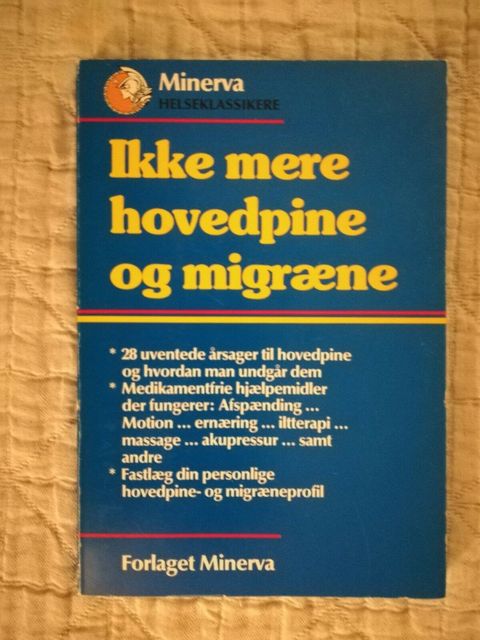 Minerva
HELSEKLASSIKERE
Ikke mere
hovedpine
og migræne
* 28 uventede årsager til hovedpine
og hvordan man undgår dem
* Medikamentfrie hjælpemidler
der fungerer: Afspænding ...
Motion ... ernæring ... iltterapi ...
massage ... akupressur ... samt
andre
* Fastlæg din personlige
hovedpine- og migræneprofil
Forlaget Minerva